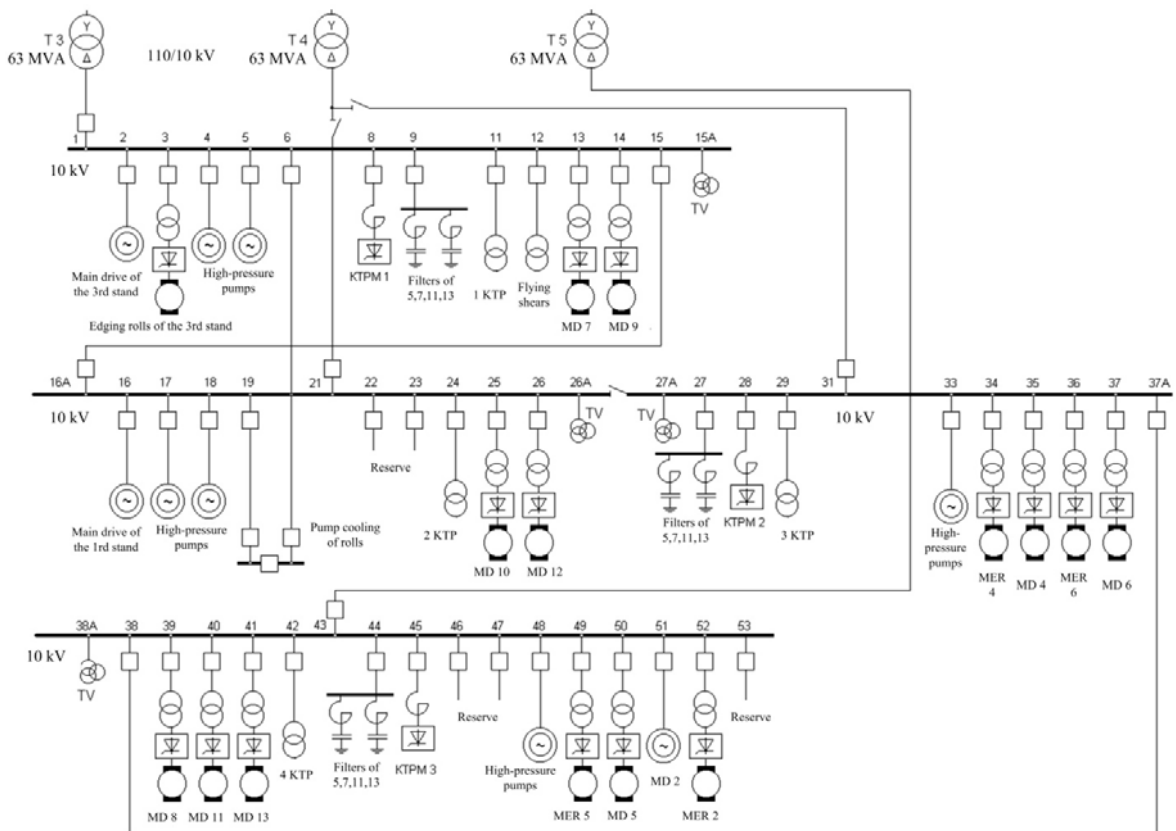 T 3
63 MVA
110/10 kV
T 4
63 MVA
T 5
63 MVA
Y
Δ
Y
Δ
Y
Δ
1 2 3 4 5 6 8 9 11 12 13 14 15 15A
10 kV
TV
Main drive of
the 3rd stand
High-pressure
pumps
Edging rolls of the 3rd stand
KTPM 1
Filters of
5,7,11,13
1 KTP
Flying
shears
MD 7
MD 9
16A 16 17 18 19 21 22 23 24 25 26 26A 27A 27 28 29 31 33 34 35 36 37 37A
10 kV
TV
TV
10 kV
Reserve
Main drive of
the 1rd stand
High-pressure
pumps
Pump cooling
of rolls
2 KTP
MD 10
MD 12
Filters of
5,7,11,13
KTPM 2
3 KTP
High-
pressure
pumps
MER
4
MD 4
MER
6
MD 6
38A 38 39 40 41 42 43 44 45 46 47 48 49 50 51 52 53
10 kV
TV
MD 8
MD 11
MD 13
4 KTP
Filters of
5,7,11,13
KTPM 3
Reserve
High-pressure
pumps
MER 5
MD 5
MD 2
MER 2
Reserve